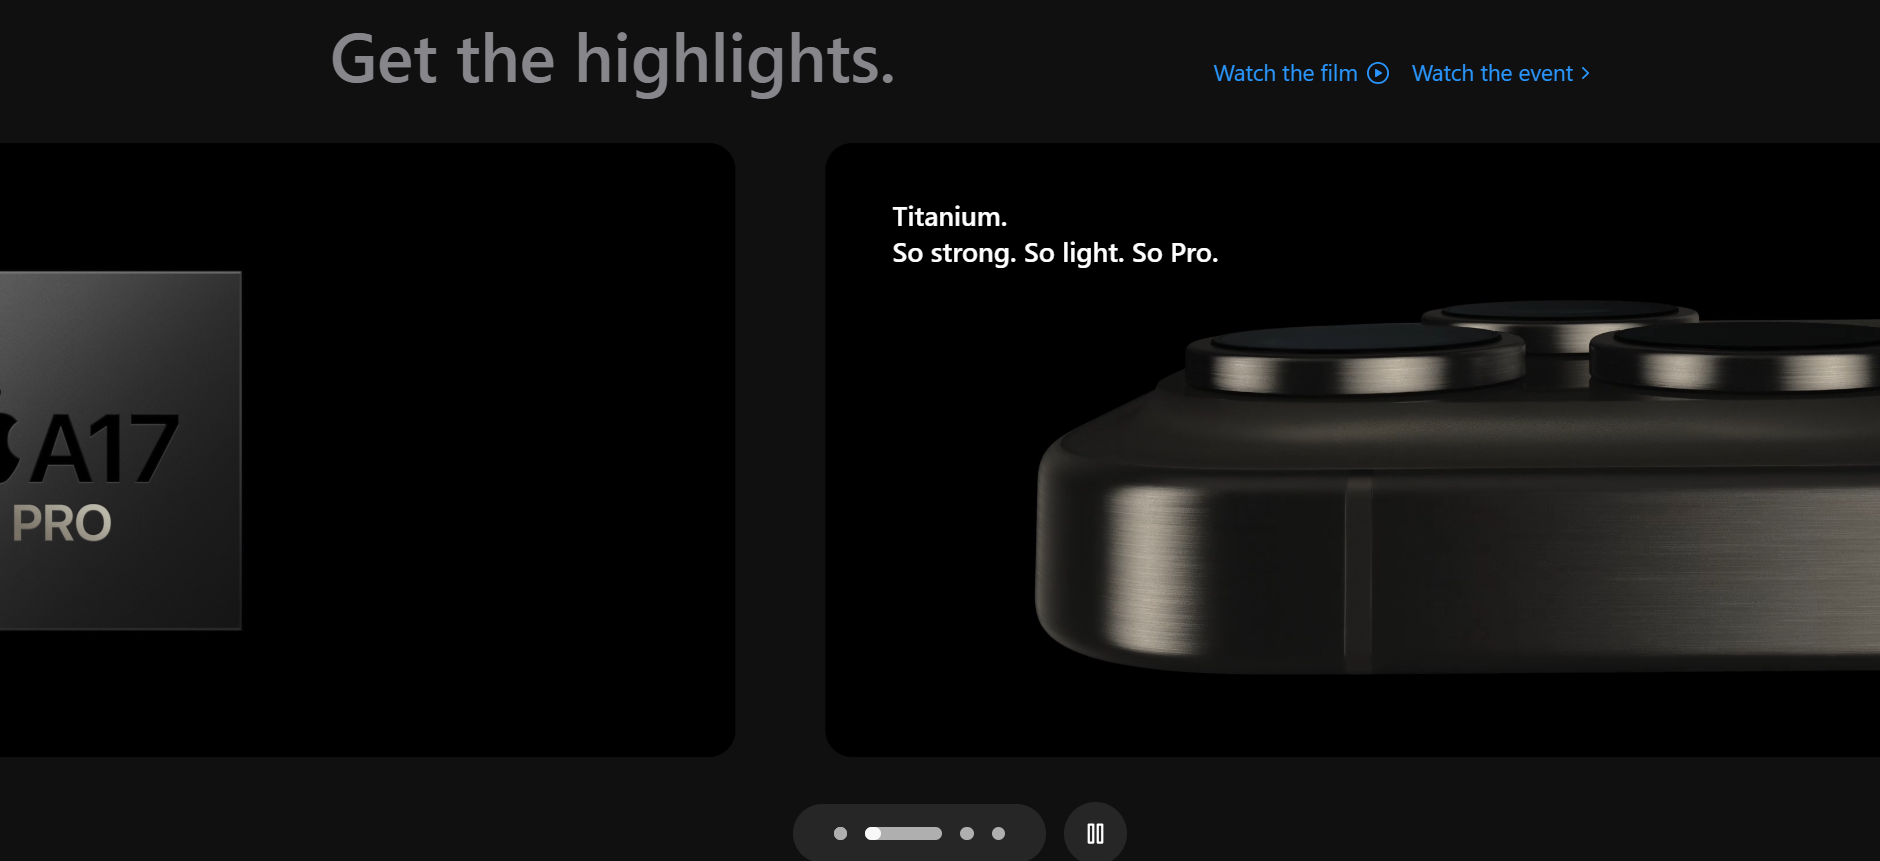 Get the highlights.
Watch the film
Watch the event
Titanium.
So strong. So light. So Pro.
A17
PRO